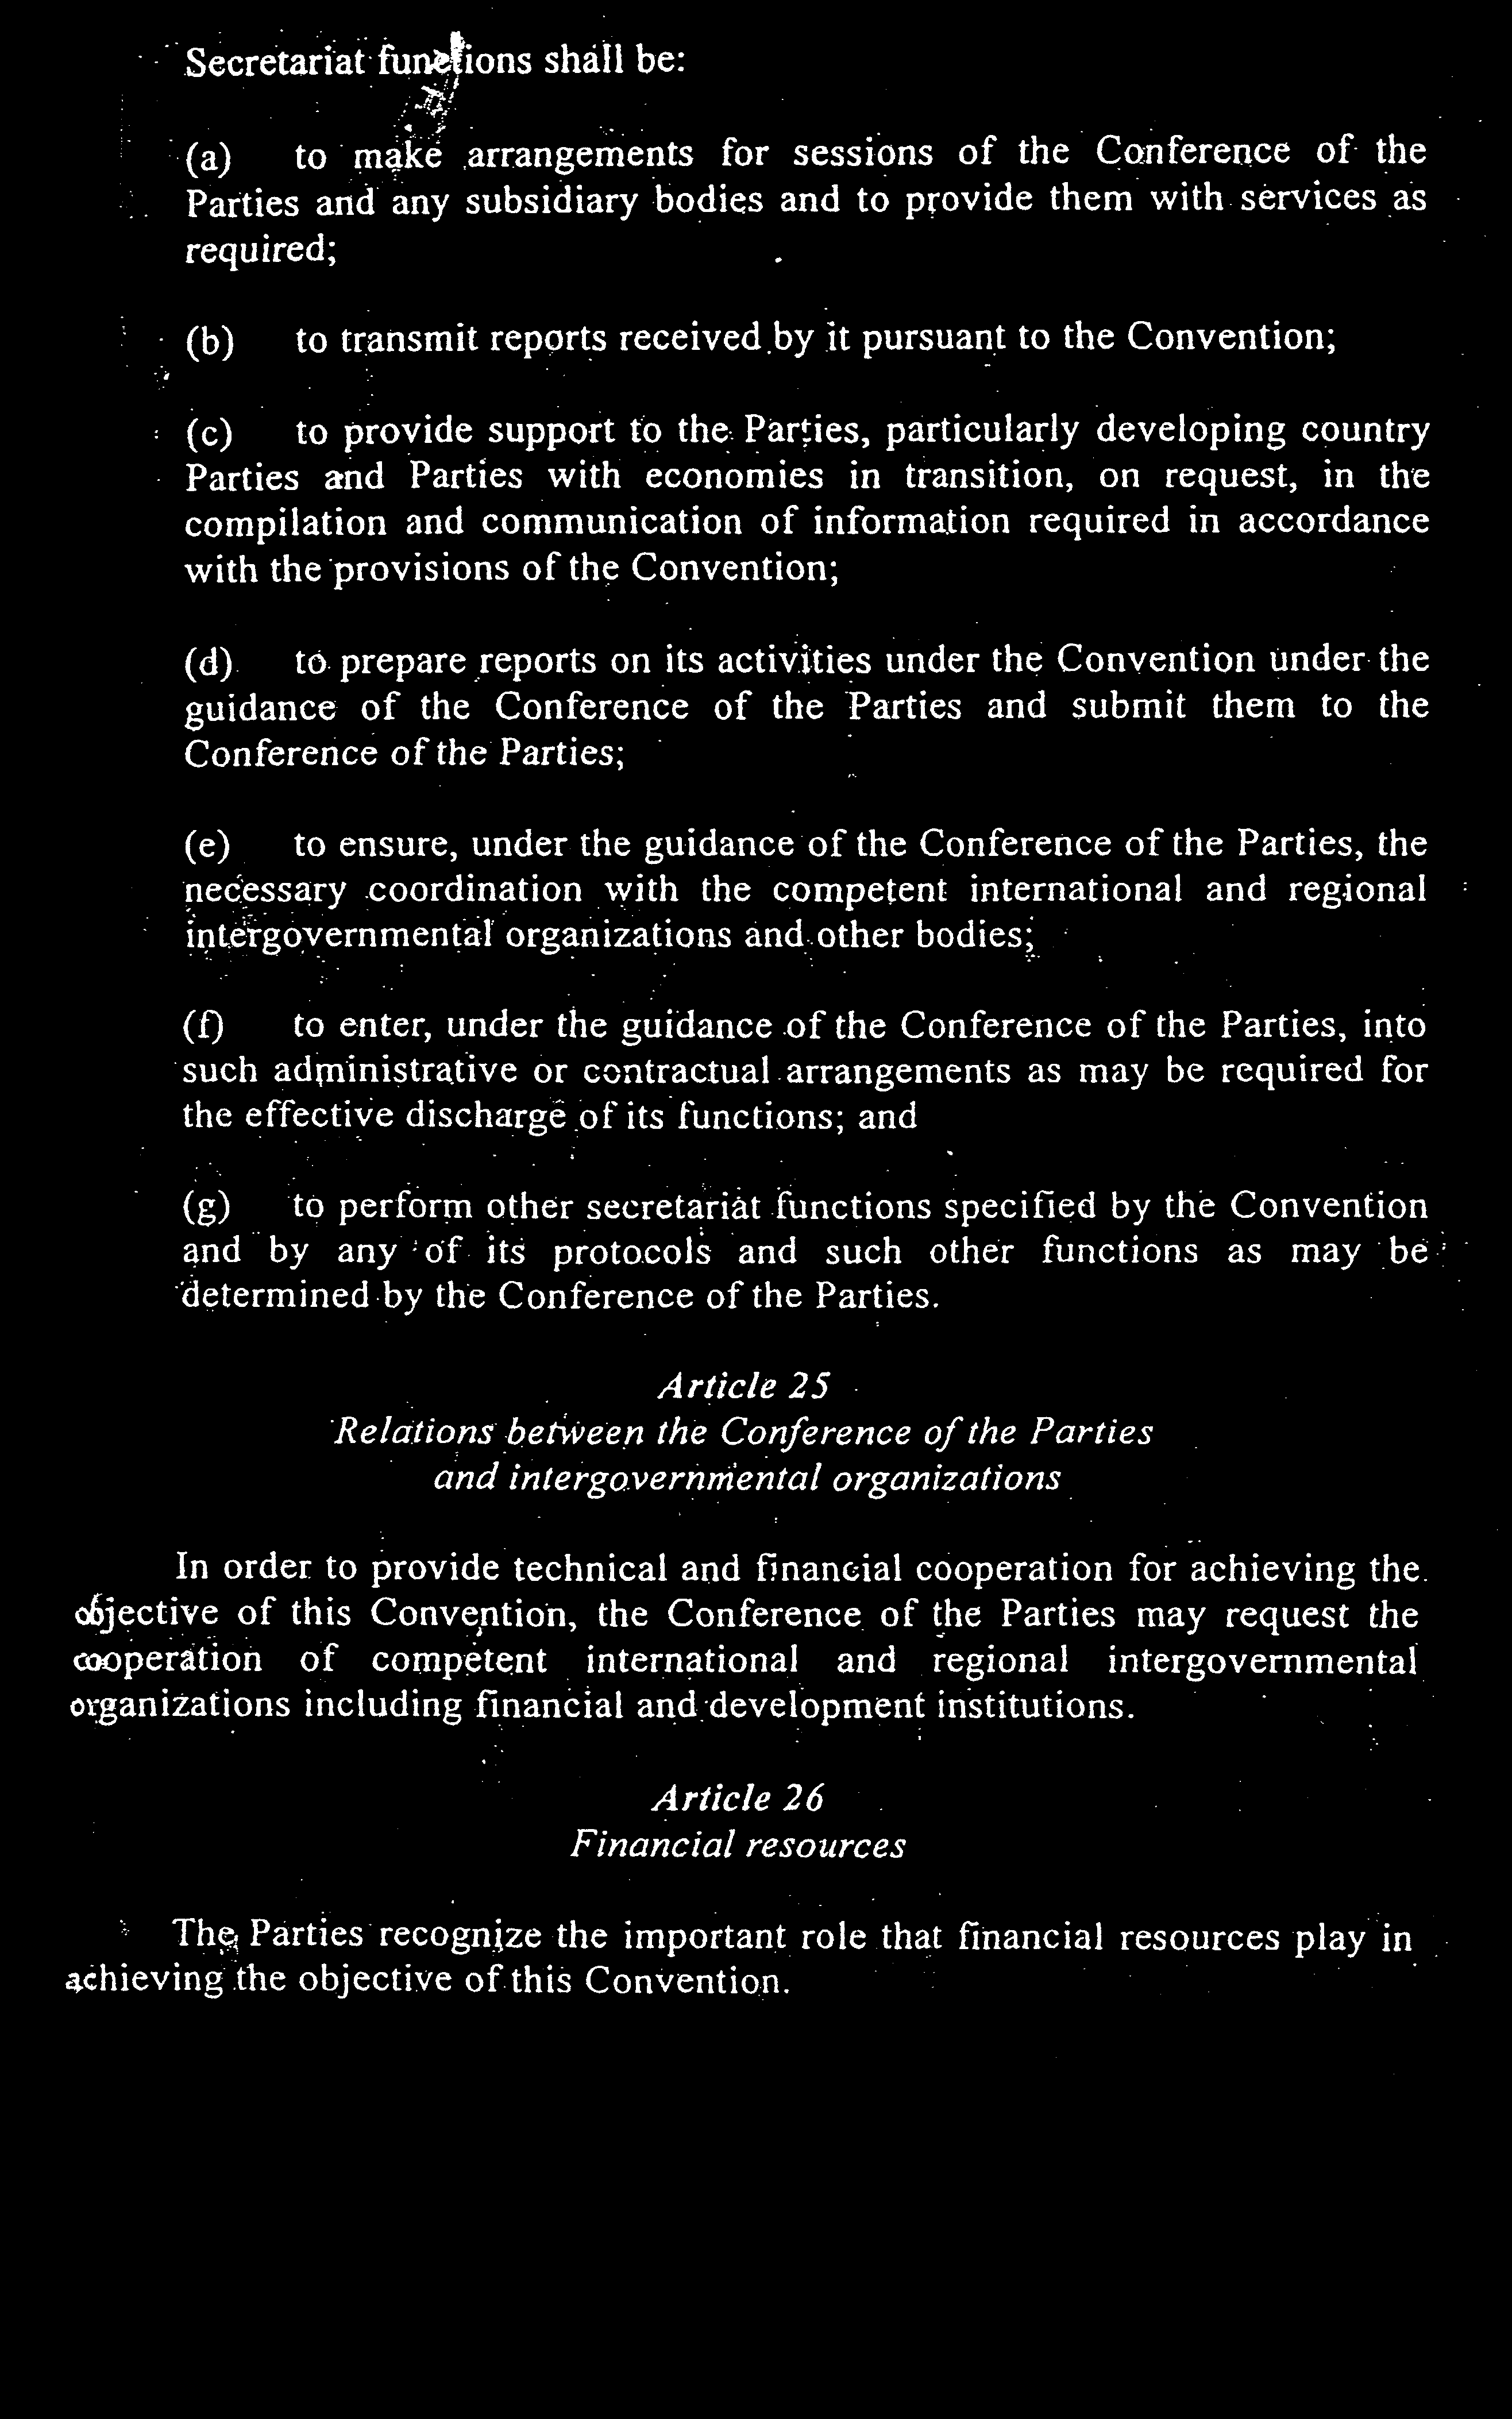 Secretariat functions shall be:
(a) to make arrangements for sessions of the Conference of the
Parties and any subsidiary bodies and to provide them with services as
required;
(b) to transmit reports received by it pursuant to the Convention;
(c) to provide support to the Parties, particularly developing country
Parties and Parties with economies in transition, on request, in the
compilation and communication of information required in accordance
with the provisions of the Convention;
(d) to prepare reports on its activities under the Convention under the
guidance of the Conference of the Parties and submit them to the
Conference of the Parties;
(e) to ensure, under the guidance of the Conference of the Parties, the
necessary coordination with the competent international and regional
intergovernmental organizations and other bodies;
(f) to enter, under the guidance of the Conference of the Parties, into
such administrative or contractual arrangements as may be required for
the effective discharge of its functions; and
(g) to perform other secretariat functions specified by the Convention
and by any of its protocols and such other functions as may be
determined by the Conference of the Parties.
Article 25
Relations between the Conference of the Parties
and intergovernmental organizations
In order to provide technical and financial cooperation for achieving the
objective of this Convention, the Conference of the Parties may request the
cooperation of competent international and regional intergovernmental
organizations including financial and development institutions.
Article 26
Financial resources
The Parties recognize the important role that financial resources play in
achieving the objective of this Convention.